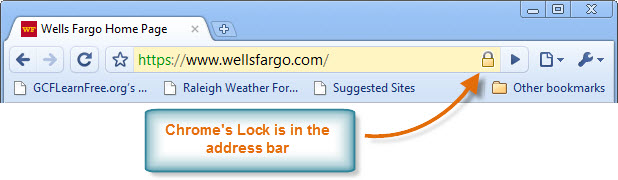 Wells Fargo Home Page
https://www.wellsfargo.com/
GCFLearnFree.org's ... Raleigh Weather For... Suggested Sites Other bookmarks
Chrome's Lock is in the
address bar